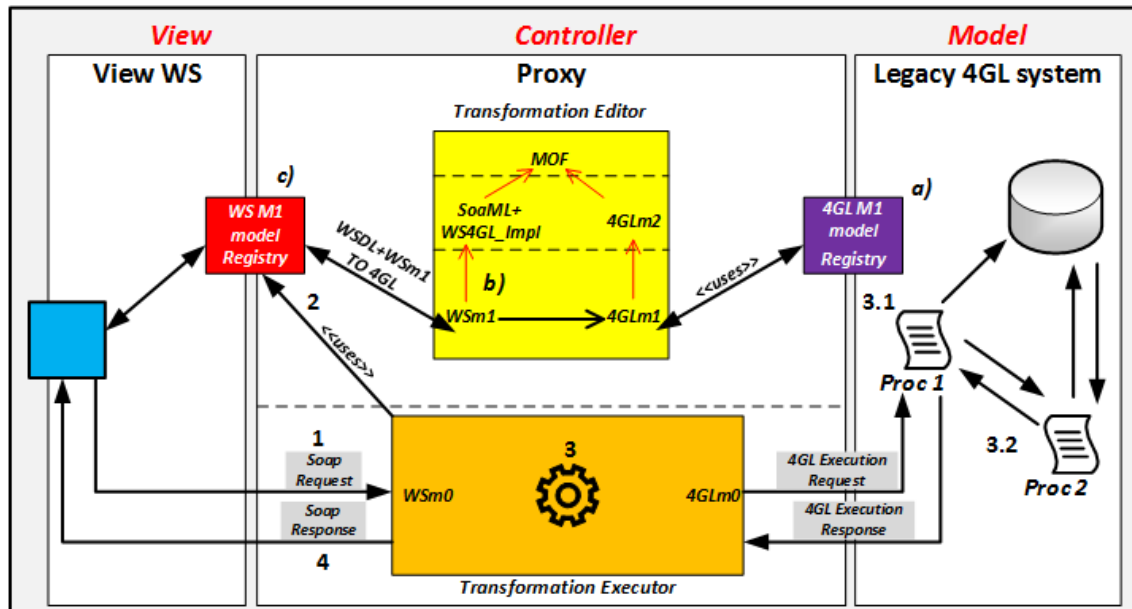 View
Controller
Model
View WS
Proxy
Legacy 4GL system
Transformation Editor
MOF
c)
a)
SoaML+
WS4GL_Impl
4GLm2
WS M1
model
Registry
4GL M1
model
Registry
WSDL+WSm1
TO 4GL
b)
<<uses>>
WSm1
4GLm1
2
<<uses>>
3.1
Proc 1
3.2
Proc 2
1
Soap
Request
3
4GL Execution
Request
WSm0
4GLm0
Soap
Response
4GL Execution
Response
4
Transformation Executor